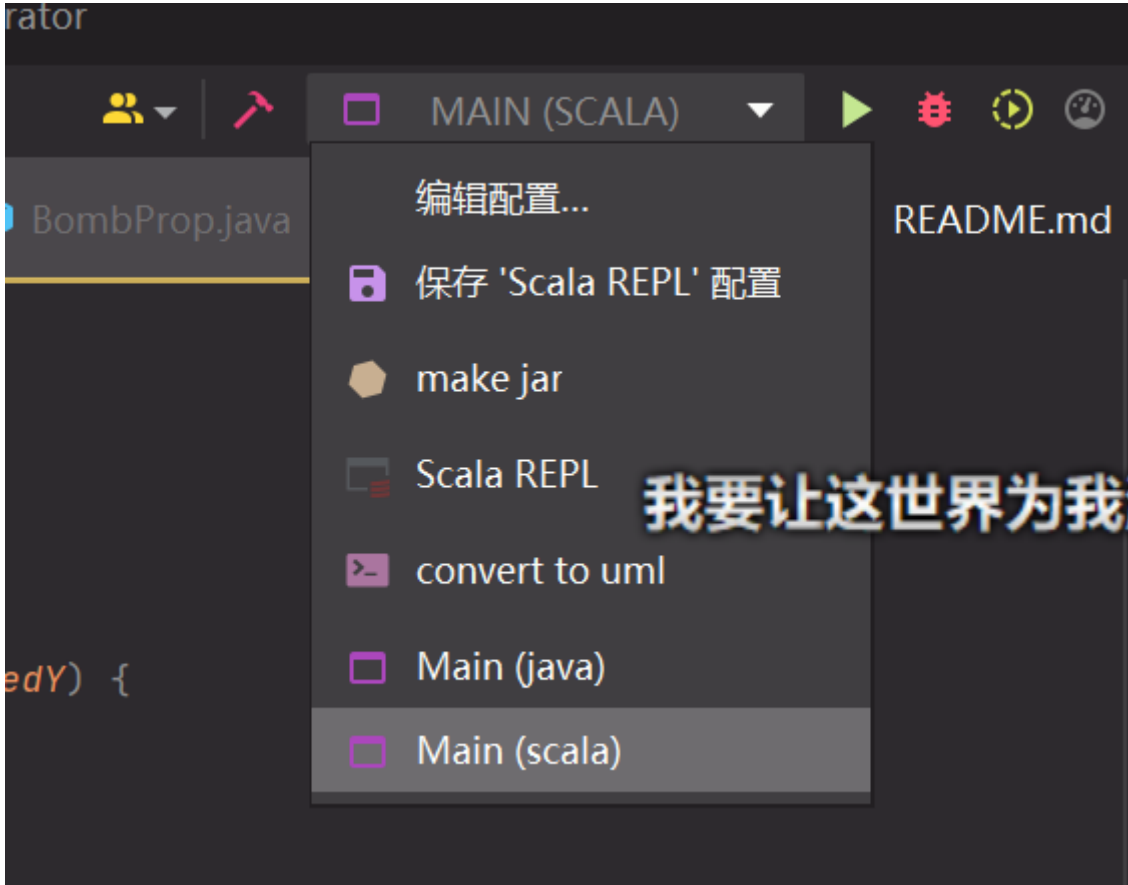 rator
MAIN (SCALA)
BombProp.java
README.md
编辑配置...
保存 'Scala REPL' 配置
make jar
Scala REPL
我要让这世界为我
convert to uml
Main (java)
edY) {
Main (scala)